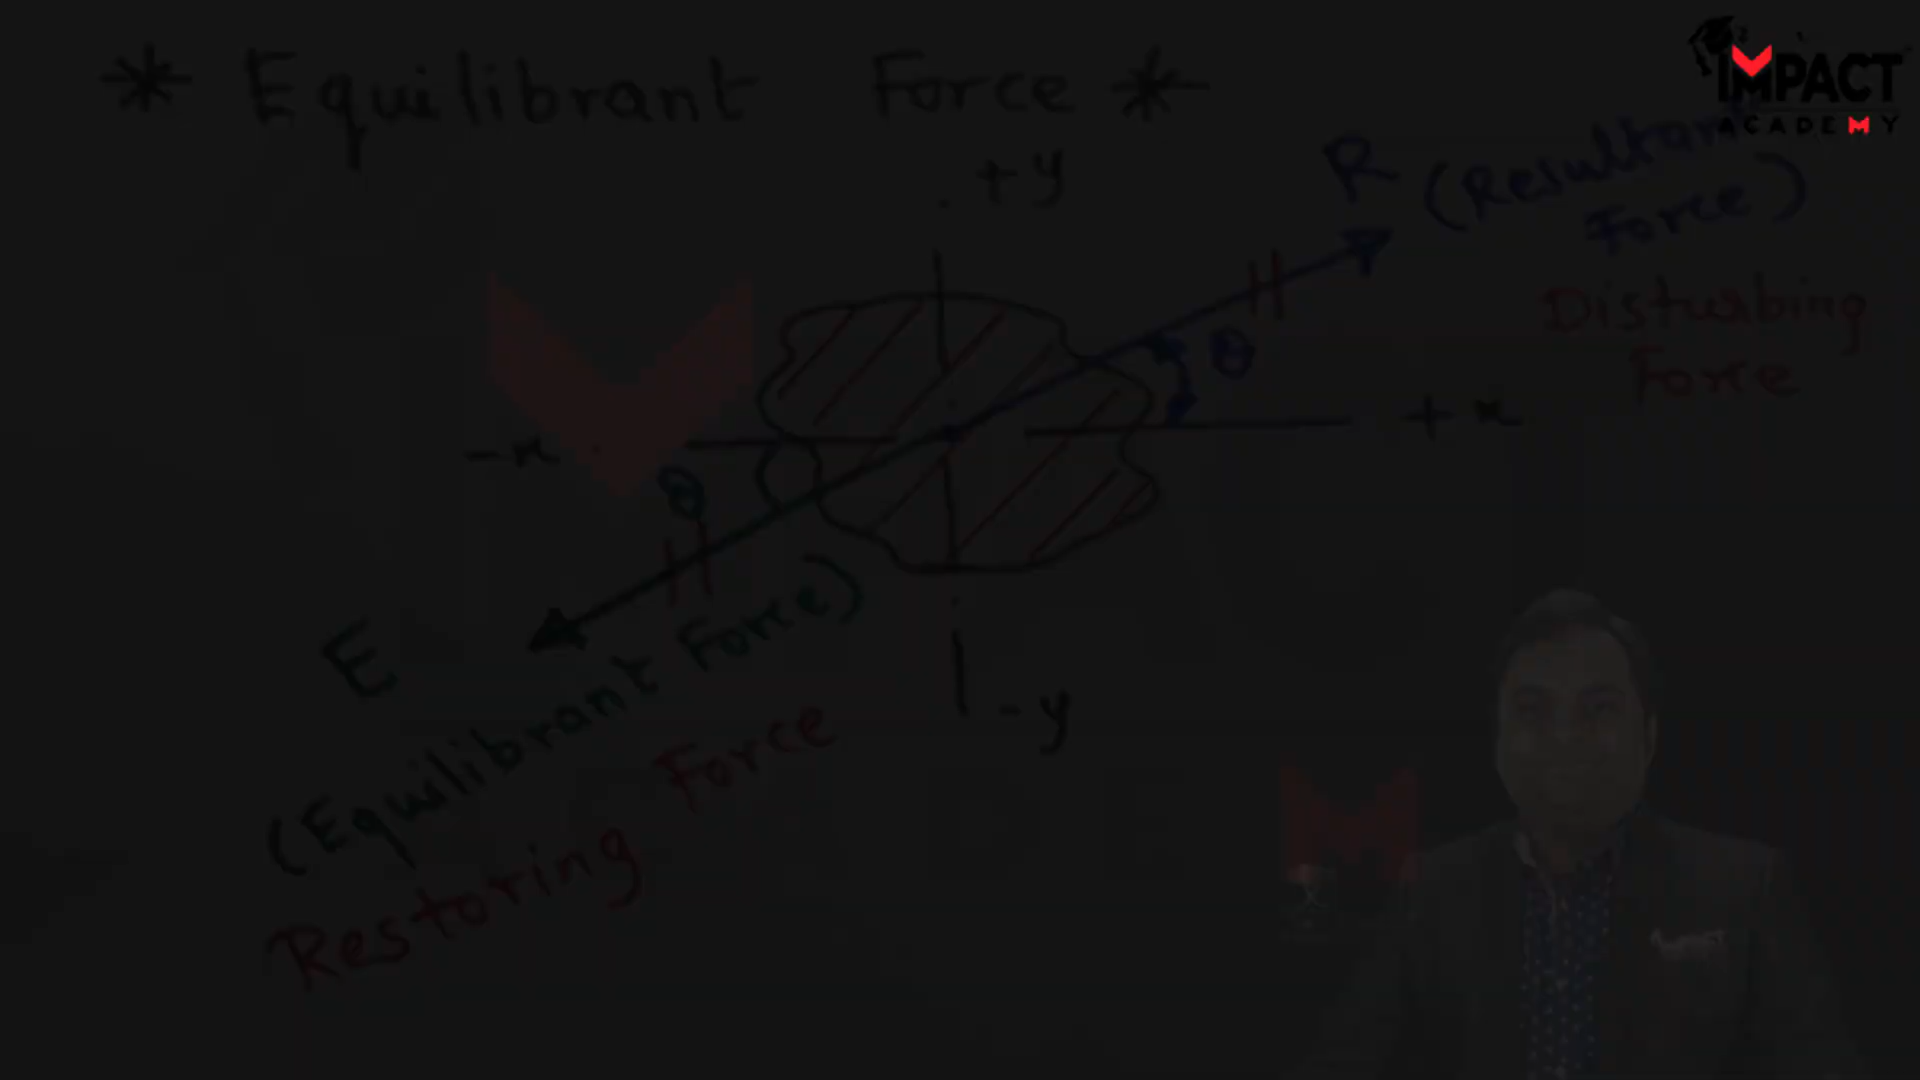 * Equilibrant Force *
IMPACT
ACADEMY
+y
R (Resultant
Force)
H
θ
Disturbing
Force
-x
+x
θ
H
E
(Equilibrant Force)
Restoring Force
-y